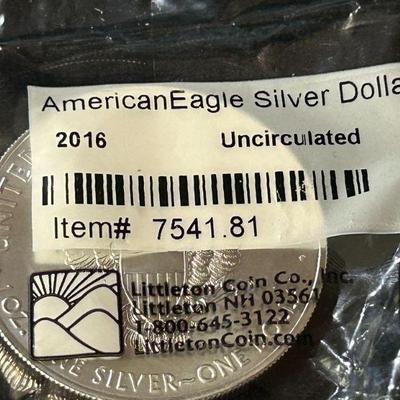 AmericanEagle Silver Dolla
2016 Uncirculated
Item# 7541.81
Littleton Coin Co., Inc.
Littleton NH 03561
1-800-645-3122
LittletonCoin.com
UNITED
1 OZ.
SILVER~ONE